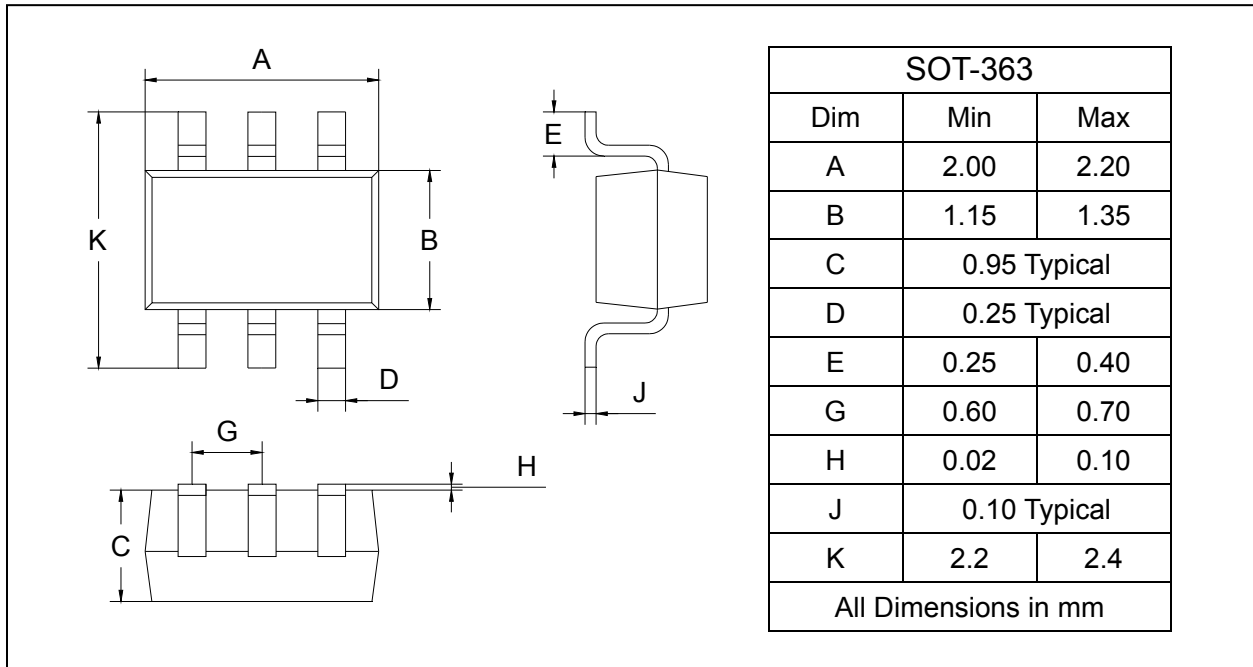 A
K
B
D
G
C
H
E
J
SOT-363
Dim Min Max
A 2.00 2.20
B 1.15 1.35
C 0.95 Typical
D 0.25 Typical
E 0.25 0.40
G 0.60 0.70
H 0.02 0.10
J 0.10 Typical
K 2.2 2.4
All Dimensions in mm